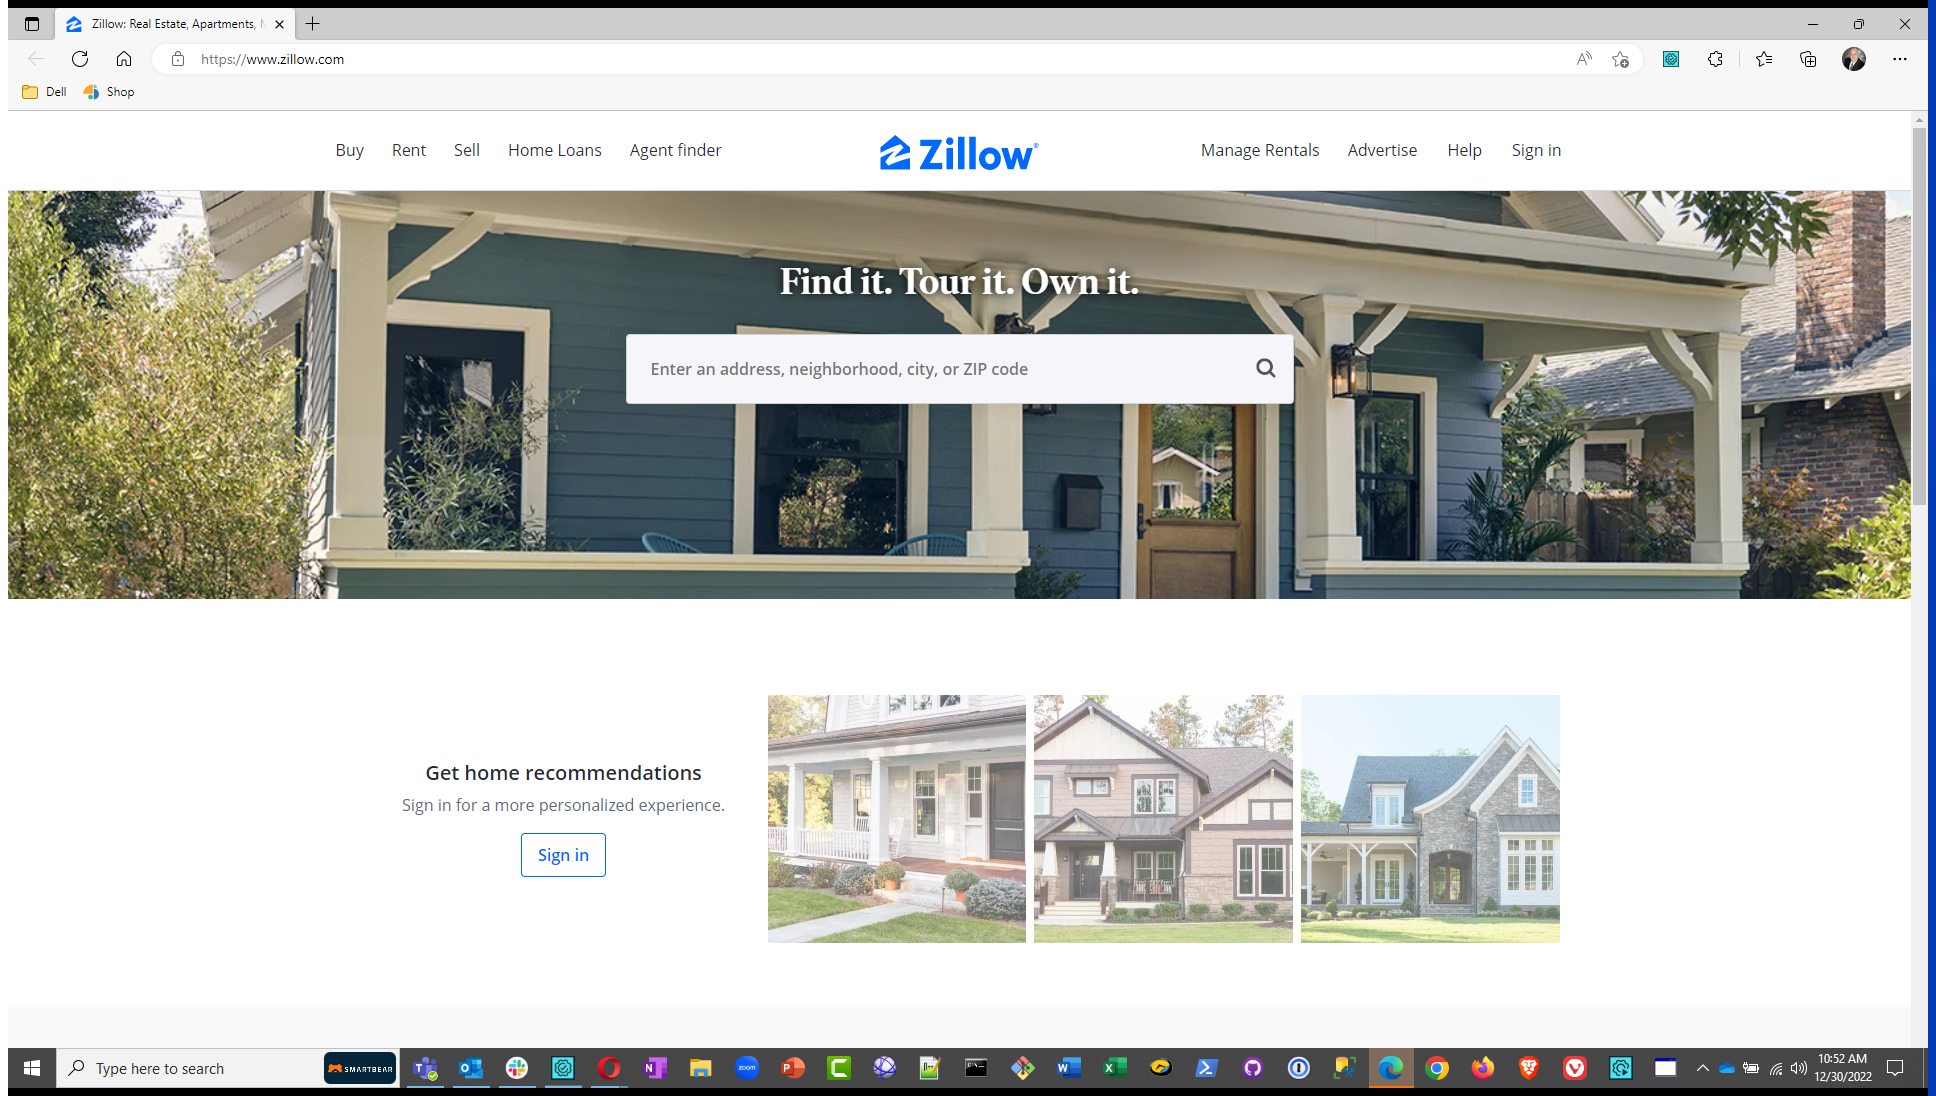 Zillow: Real Estate, Apartments, M
https://www.zillow.com
Dell Shop
Buy Rent Sell Home Loans Agent finder Zillow Manage Rentals Advertise Help Sign in
Find it. Tour it. Own it.
Enter an address, neighborhood, city, or ZIP code
Get home recommendations
Sign in for a more personalized experience.
Sign in
Type here to search SMARTBEAR zoom
10:52 AM
12/30/2022